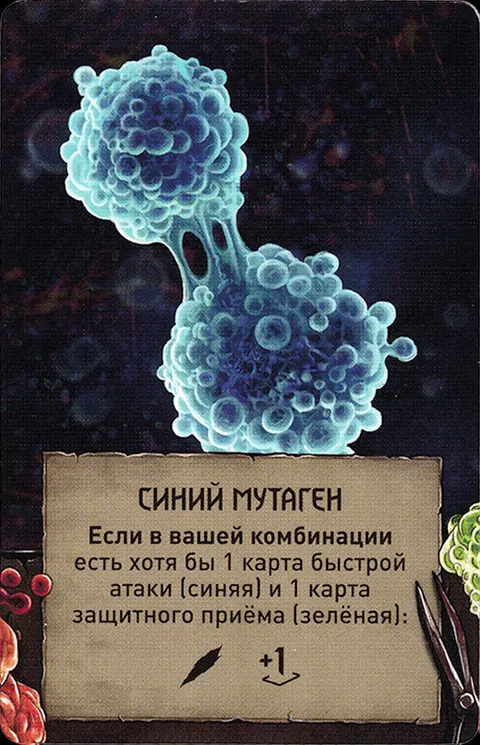 СИНИЙ МУТАГЕН
Если в вашей комбинации
есть хотя бы 1 карта быстрой
атаки (синяя) и 1 карта
защитного приёма (зелёная):
+1